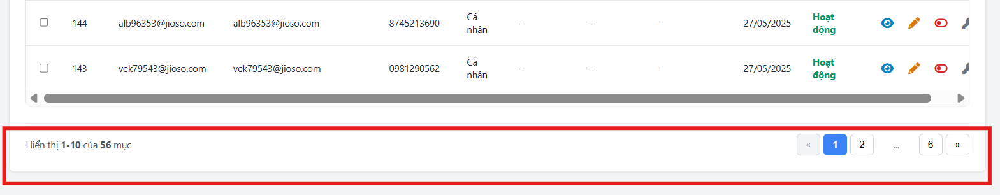 144 alb96353@jioso.com alb96353@jioso.com 8745213690 Cá nhân - - - 27/05/2025 Hoạt động
143 vek79543@jioso.com vek79543@jioso.com 0981290562 Cá nhân - - - 27/05/2025 Hoạt động
Hiển thị 1-10 của 56 mục « 1 2 ... 6 »